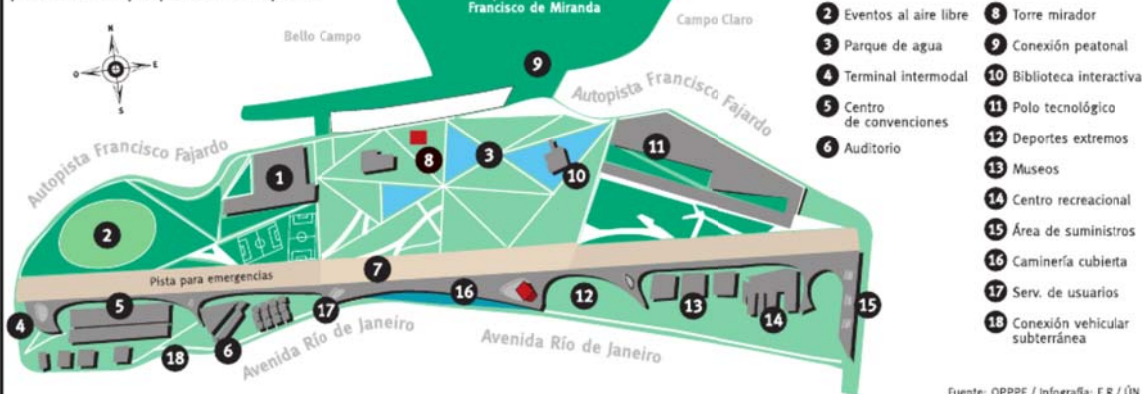 Francisco de Miranda
Bello Campo
Campo Claro
N
O
E
S
9
Autopista Francisco Fajardo
Autopista Francisco Fajardo
1
8
3
10
11
2
Pista para emergencias
7
5
17
16
12
13
14
15
4
18
6
Avenida Río de Janeiro
Avenida Río de Janeiro
2 Eventos al aire libre
3 Parque de agua
4 Terminal intermodal
5 Centro
de convenciones
6 Auditorio
8 Torre mirador
9 Conexión peatonal
10 Biblioteca interactiva
11 Polo tecnológico
12 Deportes extremos
13 Museos
14 Centro recreacional
15 Área de suministros
16 Caminería cubierta
17 Serv. de usuarios
18 Conexión vehicular
subterránea
Fuente: OPPPE / Infografía: F.R / ÚN